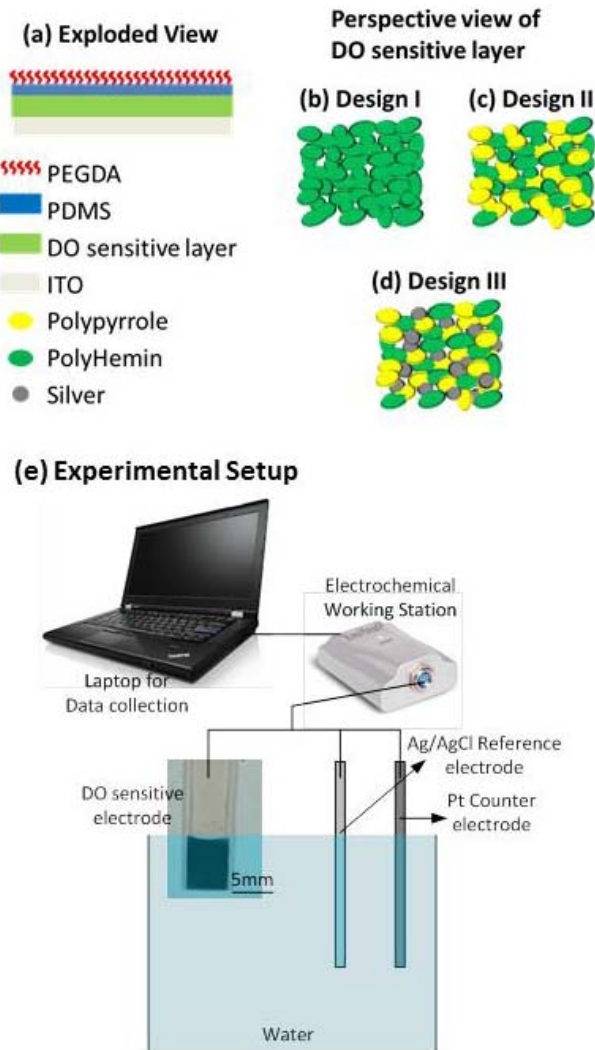 (a) Exploded View
PEGDA
PDMS
DO sensitive layer
ITO
Polypyrrole
PolyHemin
Silver
Perspective view of
DO sensitive layer
(b) Design I
(c) Design II
(d) Design III
(e) Experimental Setup
Electrochemical
Working Station
Laptop for
Data collection
Ag/AgCl Reference
electrode
DO sensitive
electrode
Pt Counter
electrode
5mm
Water